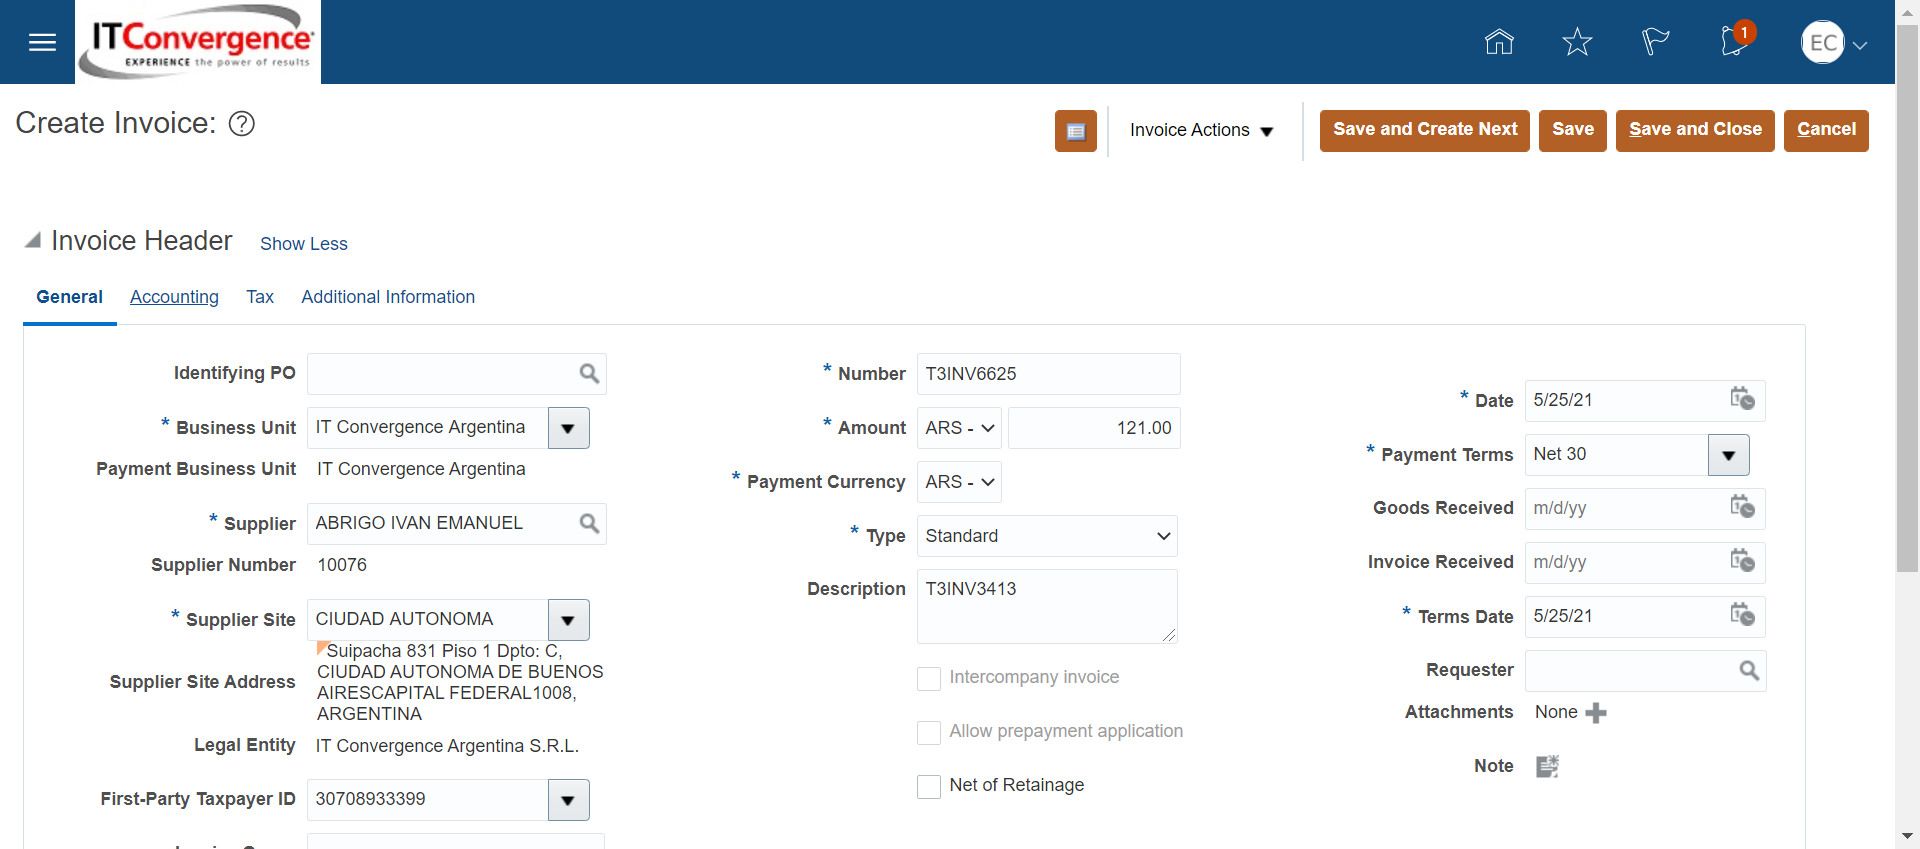 ITConvergence
EXPERIENCE the power of results
1
EC
Create Invoice: ?
Invoice Actions
Save and Create Next
Save
Save and Close
Cancel
Invoice Header
Show Less
General
Accounting
Tax
Additional Information
Identifying PO
* Business Unit IT Convergence Argentina
Payment Business Unit IT Convergence Argentina
* Supplier ABRIGO IVAN EMANUEL
Supplier Number 10076
* Supplier Site CIUDAD AUTONOMA
Supplier Site Address
Suipacha 831 Piso 1 Dpto: C,
CIUDAD AUTONOMA DE BUENOS
AIRESCAPITAL FEDERAL1008,
ARGENTINA
Legal Entity IT Convergence Argentina S.R.L.
First-Party Taxpayer ID 30708933399
* Number T3INV6625
* Amount ARS - 121.00
* Payment Currency ARS -
* Type Standard
Description T3INV3413
Intercompany invoice
Allow prepayment application
Net of Retainage
* Date 5/25/21
* Payment Terms Net 30
Goods Received m/d/yy
Invoice Received m/d/yy
* Terms Date 5/25/21
Requester
Attachments None
Note